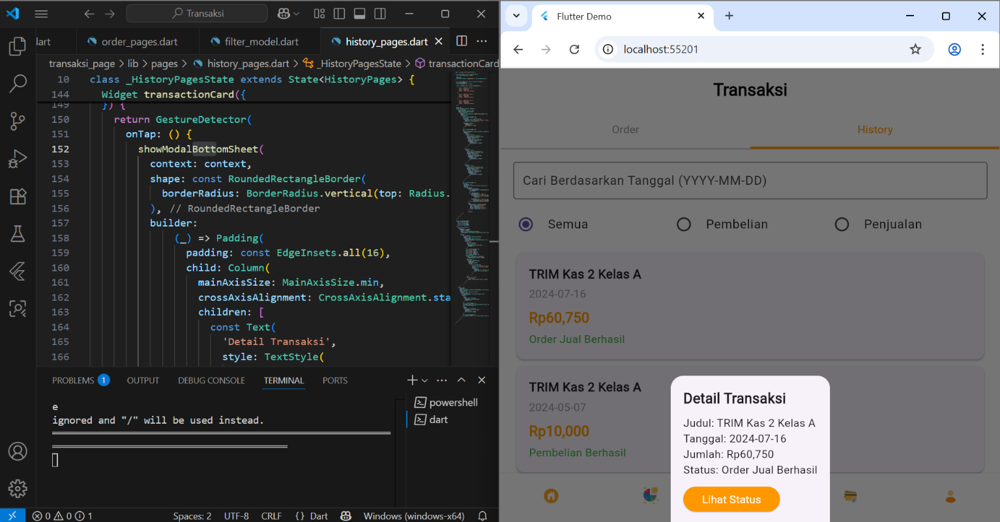 Transaksi
lart
order_pages.dart
filter_model.dart
history_pages.dart
transaksi_page > lib > pages > history_pages.dart > _HistoryPagesState > transactionCard
10 class _HistoryPagesState extends State<HistoryPages> {
144 Widget transactionCard({
149 }) {
150 return GestureDetector(
151 onTap: () {
152 showModalBottomSheet(
153 context: context,
154 shape: const RoundedRectangleBorder(
155 borderRadius: BorderRadius.vertical(top: Radius.
156 ), // RoundedRectangleBorder
157 builder:
158 (_) => Padding(
159 padding: const EdgeInsets.all(16),
160 child: Column(
161 mainAxisSize: MainAxisSize.min,
162 crossAxisAlignment: CrossAxisAlignment.sta
163 children: [
164 const Text(
165 'Detail Transaksi',
166 style: TextStyle(
PROBLEMS 1 OUTPUT DEBUG CONSOLE TERMINAL PORTS
e
ignored and "/" will be used instead.
powershell
dart
0 0 1 Spaces: 2 UTF-8 CRLF {} Dart Windows (windows-x64)
Flutter Demo
localhost:55201
Transaksi
Order History
Cari Berdasarkan Tanggal (YYYY-MM-DD)
Semua Pembelian Penjualan
TRIM Kas 2 Kelas A
2024-07-16
Rp60,750
Order Jual Berhasil
TRIM Kas 2 Kelas A
2024-05-07
Rp10,000
Pembelian Berhasil
Detail Transaksi
Judul: TRIM Kas 2 Kelas A
Tanggal: 2024-07-16
Jumlah: Rp60,750
Status: Order Jual Berhasil
Lihat Status